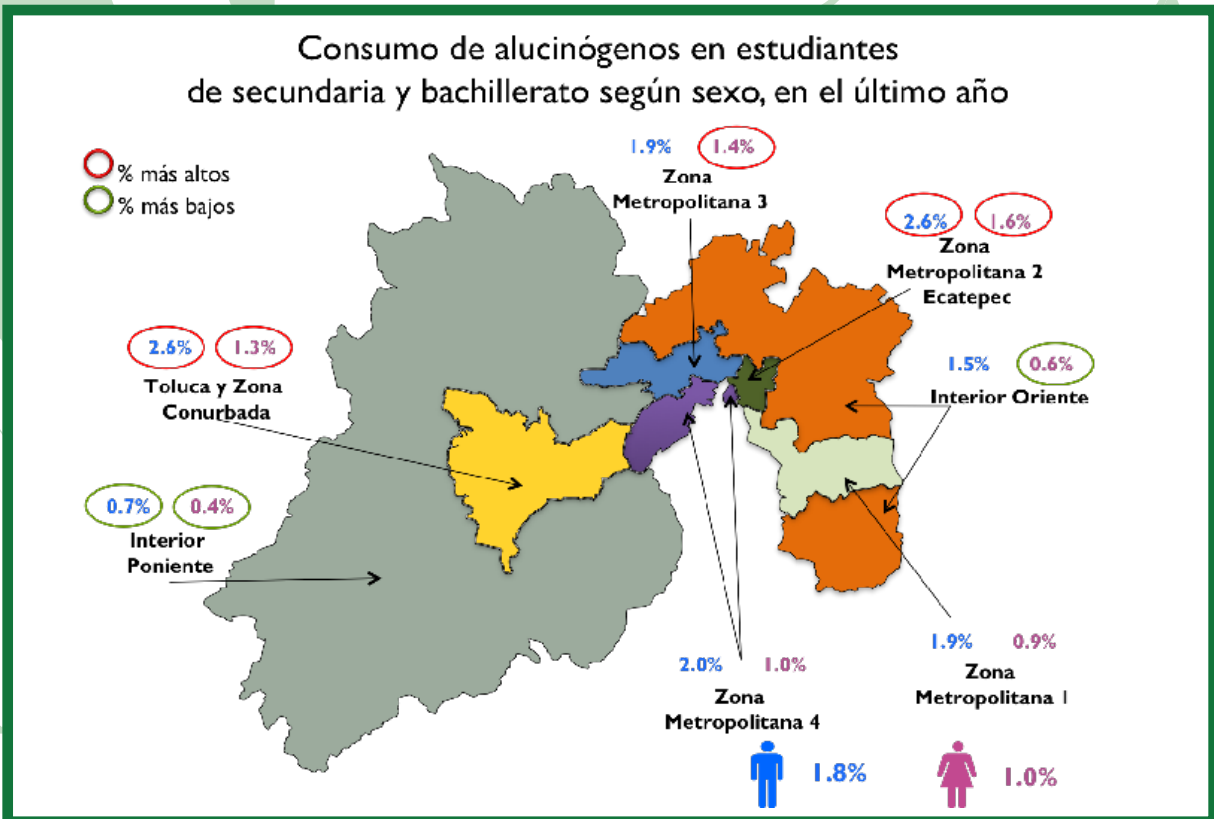 Consumo de alucinógenos en estudiantes
de secundaria y bachillerato según sexo, en el último año
% más altos
% más bajos
1.9% 1.4%
Zona
Metropolitana 3
2.6% 1.6%
Zona
Metropolitana 2
Ecatepec
2.6% 1.3%
Toluca y Zona
Conurbada
1.5% 0.6%
Interior Oriente
0.7% 0.4%
Interior
Poniente
2.0% 1.0%
Zona
Metropolitana 4
1.9% 0.9%
Zona
Metropolitana 1
1.8% 1.0%